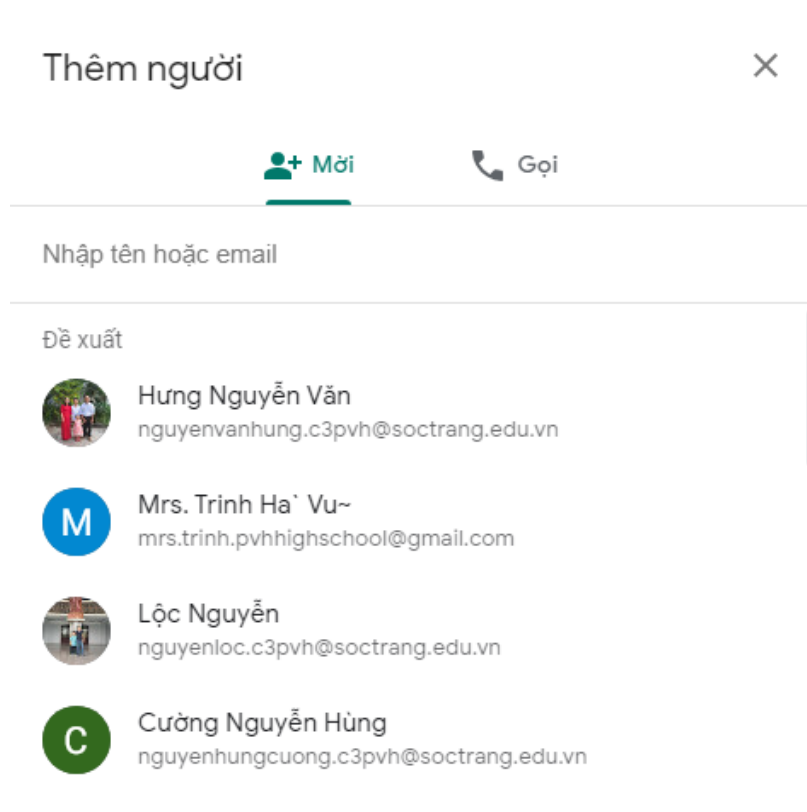 Thêm người
Mời
Gọi
Nhập tên hoặc email
Đề xuất
Hưng Nguyễn Văn
nguyenvanhung.c3pvh@soctrang.edu.vn
M
Mrs. Trinh Ha` Vu~
mrs.trinh.pvhhighschool@gmail.com
Lộc Nguyễn
nguyenloc.c3pvh@soctrang.edu.vn
C
Cường Nguyễn Hùng
nguyenhungcuong.c3pvh@soctrang.edu.vn